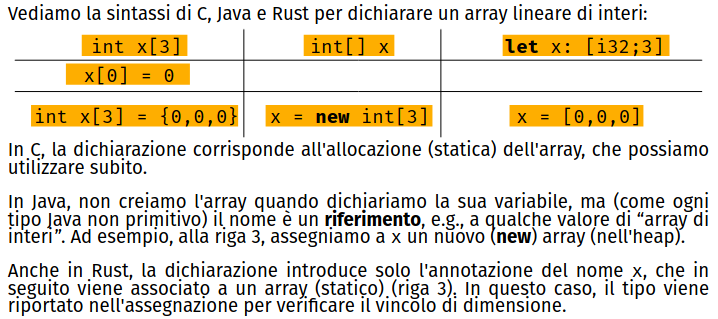 Vediamo la sintassi di C, Java e Rust per dichiarare un array lineare di interi:
int x[3] int[] x let x: [i32;3]
x[0] = 0
int x[3] = {0,0,0} x = new int[3] x = [0,0,0]
In C, la dichiarazione corrisponde all'allocazione (statica) dell'array, che possiamo
utilizzare subito.
In Java, non creiamo l'array quando dichiariamo la sua variabile, ma (come ogni
tipo Java non primitivo) il nome è un riferimento, e.g., a qualche valore di “array di
interi”. Ad esempio, alla riga 3, assegniamo a x un nuovo (new) array (nell'heap).
Anche in Rust, la dichiarazione introduce solo l'annotazione del nome x, che in
seguito viene associato a un array (statico) (riga 3). In questo caso, il tipo viene
riportato nell'assegnazione per verificare il vincolo di dimensione.